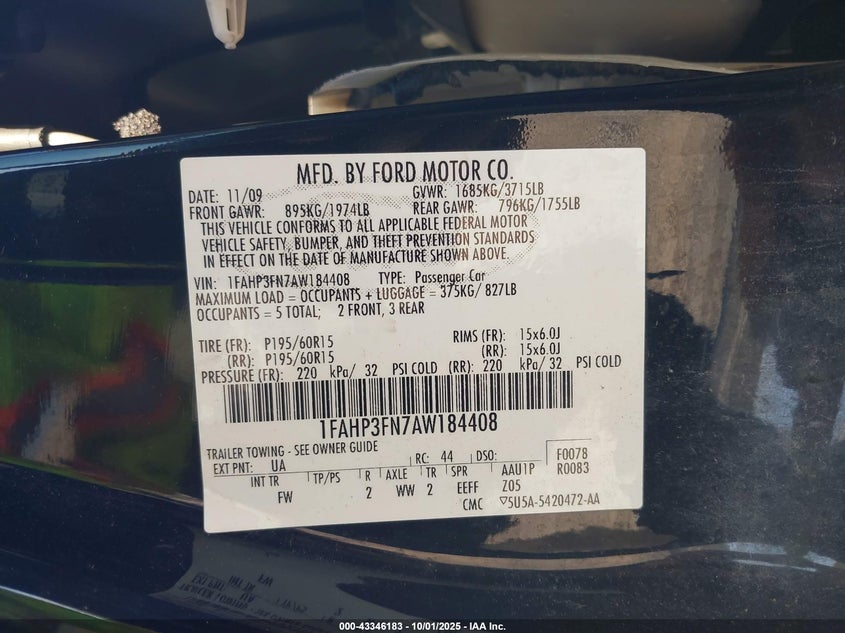 MFD. BY FORD MOTOR CO.
DATE: 11/09 GVWR: 1685KG/3715LB
FRONT GAWR: 895KG/1974LB REAR GAWR: 796KG/1755LB
THIS VEHICLE CONFORMS TO ALL APPLICABLE FEDERAL MOTOR
VEHICLE SAFETY, BUMPER, AND THEFT PREVENTION STANDARDS
IN EFFECT ON THE DATE OF MANUFACTURE SHOWN ABOVE.
VIN: 1FAHP3FN7AW184408 TYPE: Passenger Car
MAXIMUM LOAD = OCCUPANTS + LUGGAGE = 375KG/ 827LB
OCCUPANTS = 5 TOTAL; 2 FRONT, 3 REAR
TIRE (FR): P195/60R15 RIMS (FR): 15x6.0J
(RR): P195/60R15 (RR): 15x6.0J
PRESSURE (FR): 220 kPa/ 32 PSI COLD (RR): 220 kPa/ 32 PSI COLD
1FAHP3FN7AW184408
TRAILER TOWING - SEE OWNER GUIDE
EXT PNT: UA RC: 44 DSO: F0078
R0083
INT TR TP/PS R AXLE TR SPR AAU1P
FW 2 WW 2 EEFF Z05
CMC ▽5U5A-5420472-AA
000-43346183 - 10/01/2025 - IAA Inc.